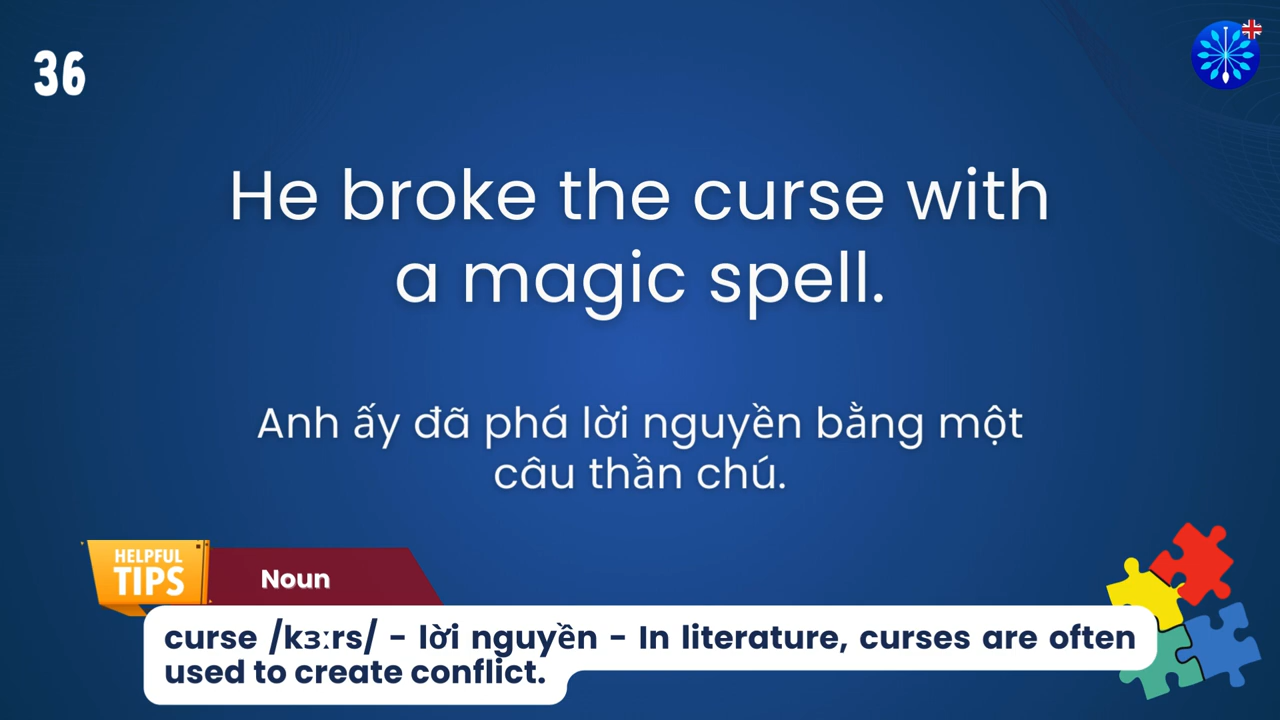 36
He broke the curse with
a magic spell.
Anh ấy đã phá lời nguyền bằng một
câu thần chú.
HELPFUL
TIPS
Noun
curse /kɜːrs/ - lời nguyền - In literature, curses are often
used to create conflict.